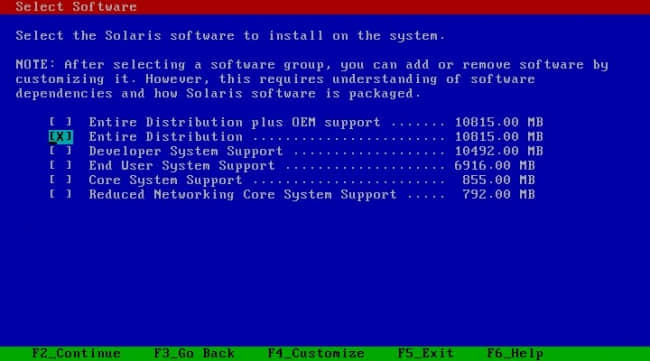 Select Software
Select the Solaris software to install on the system.
NOTE: After selecting a software group, you can add or remove software by
customizing it. However, this requires understanding of software
dependencies and how Solaris software is packaged.
[ ] Entire Distribution plus OEM support ....... 10815.00 MB
[X] Entire Distribution ........................ 10815.00 MB
[ ] Developer System Support ................... 10492.00 MB
[ ] End User System Support .................... 6916.00 MB
[ ] Core System Support ........................ 855.00 MB
[ ] Reduced Networking Core System Support ..... 792.00 MB
F2_Continue F3_Go Back F4_Customize F5_Exit F6_Help